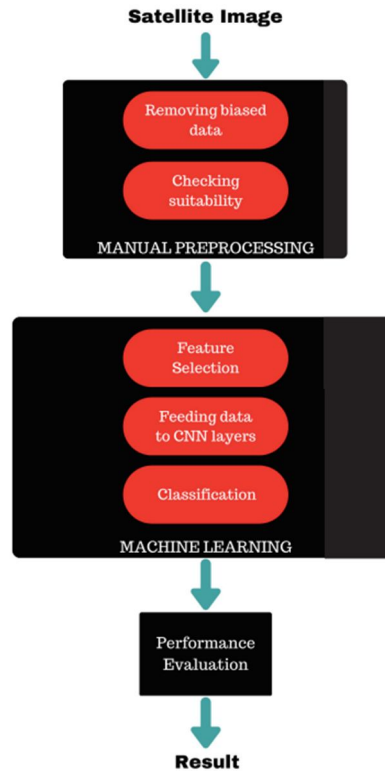 Satellite Image
Removing biased
data
Checking
suitability
MANUAL PREPROCESSING
Feature
Selection
Feeding data
to CNN layers
Classification
MACHINE LEARNING
Performance
Evaluation
Result